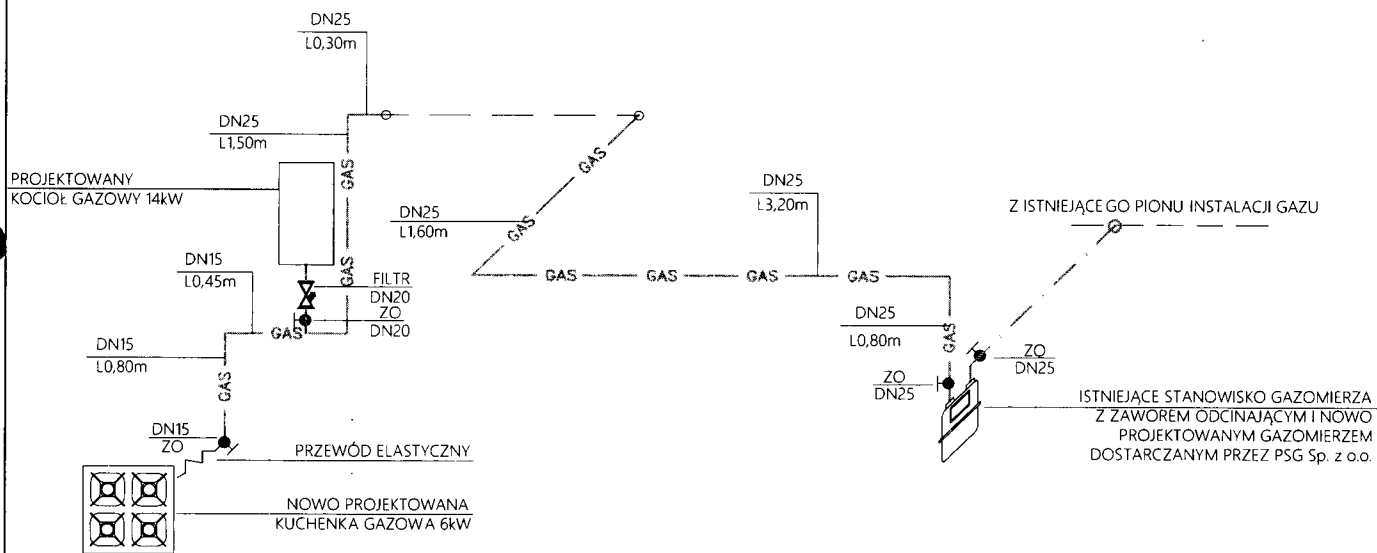 DN25
L0,30m
DN25
L1,50m
PROJEKTOWANY
KOCIOŁ GAZOWY 14kW
GAS
GAS
DN25
L1,60m
GAS
GAS
DN25
L3,20m
Z ISTNIEJĄCEGO PIONU INSTALACJI GAZU
DN15
L0,45m
FILTR
DN20
ZO
DN20
GAS
GAS
GAS
GAS
GAS
DN25
L0,80m
GAS
DN15
L0,80m
GAS
ZO
DN25
ZO
DN25
ISTNIEJĄCE STANOWISKO GAZOMIERZA
Z ZAWOREM ODCINAJĄCYM I NOWO
PROJEKTOWANYM GAZOMIERZEM
DOSTARCZANYM PRZEZ PSG Sp. z o.o.
DN15
ZO
PRZEWÓD ELASTYCZNY
NOWO PROJEKTOWANA
KUCHENKA GAZOWA 6kW